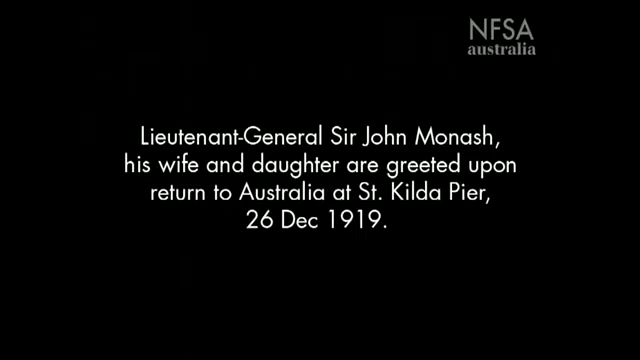 NFSA
australia
Lieutenant-General Sir John Monash,
his wife and daughter are greeted upon
return to Australia at St. Kilda Pier,
26 Dec 1919.